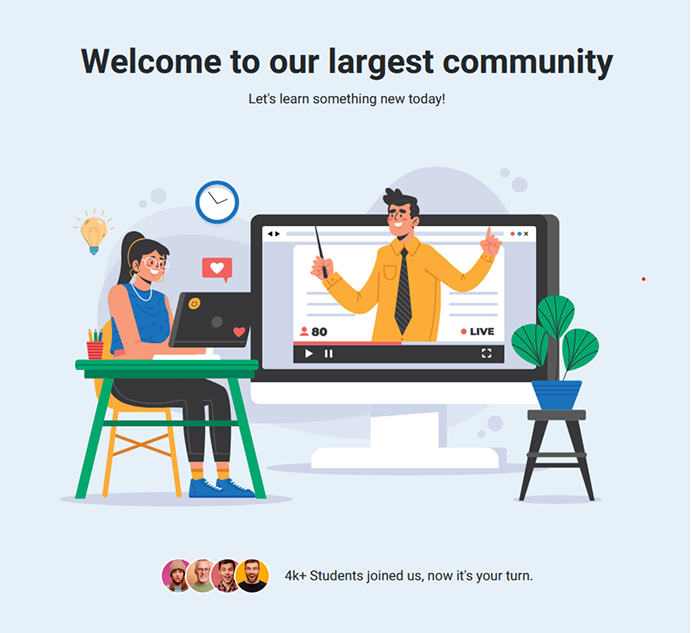 Welcome to our largest community
Let's learn something new today!
80
LIVE
4k+ Students joined us, now it's your turn.